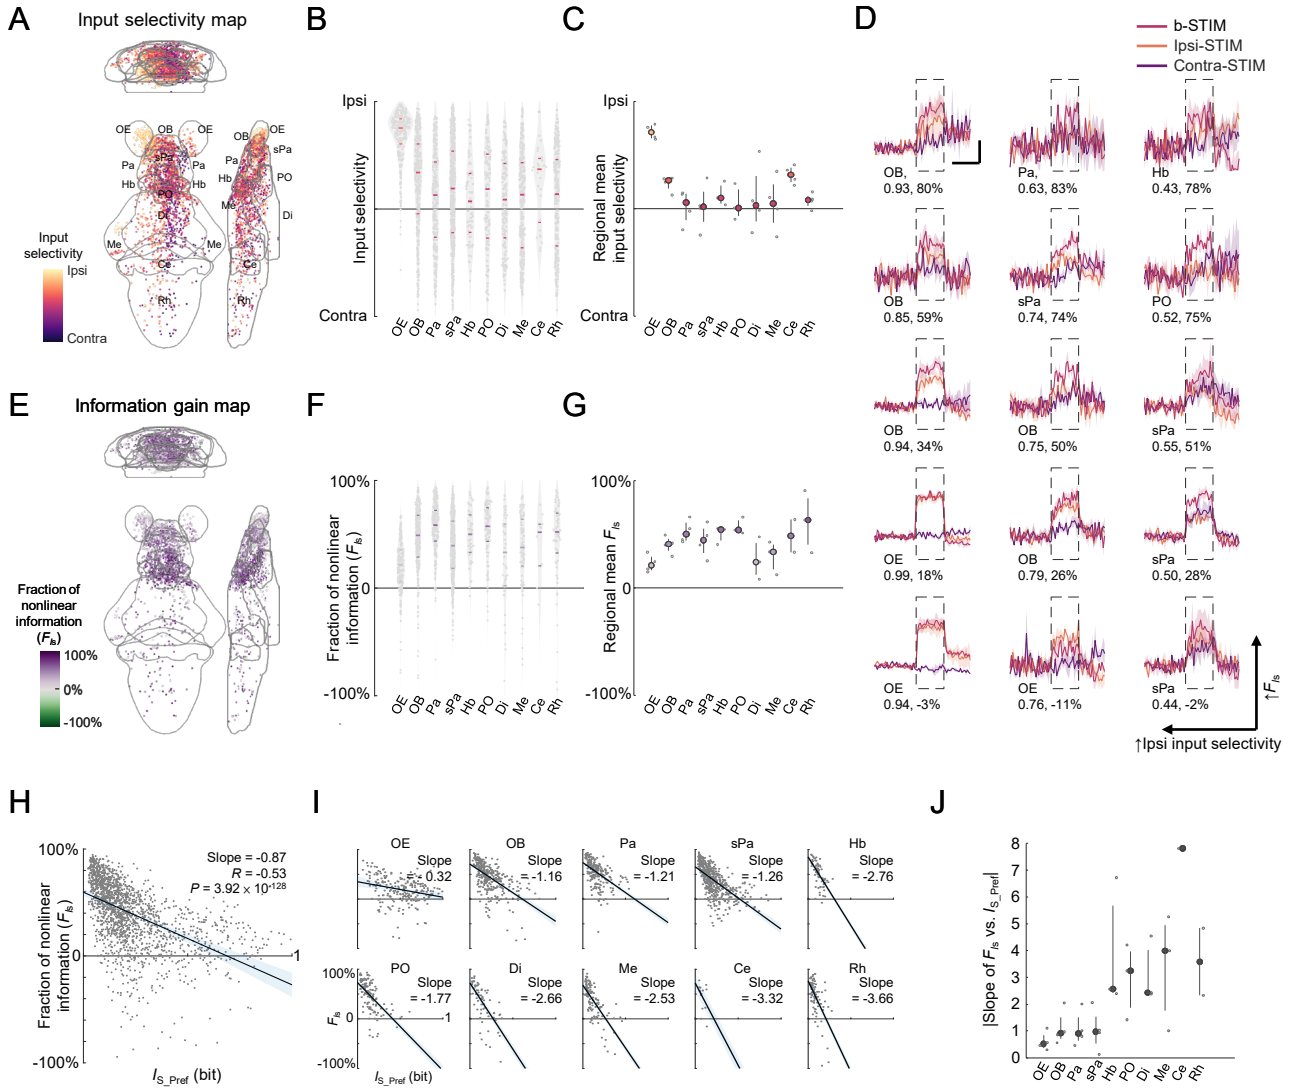 A
Input selectivity map
OE
OB
OE
OB
OE
sPa
sPa
Pa
Pa
Pa
PO
Hb
Hb
Hb
PO
Me
Di
Di
Me
Me
Ce
Ce
Rh
Rh
Input
selectivity
Ipsi
Contra
B
Ipsi
Input selectivity
Contra
OE
OB
Pa
sPa
Hb
PO
Di
Me
Ce
Rh
C
Ipsi
Regional mean
input selectivity
Contra
OE
OB
Pa
sPa
Hb
PO
Di
Me
Ce
Rh
D
b-STIM
Ipsi-STIM
Contra-STIM
OB,
0.93, 80%
Pa,
0.63, 83%
Hb
0.43, 78%
OB
0.85, 59%
sPa
0.74, 74%
PO
0.52, 75%
OB
0.94, 34%
OB
0.75, 50%
sPa
0.55, 51%
OE
0.99, 18%
OB
0.79, 26%
sPa
0.50, 28%
OE
0.94, -3%
OE
0.76, -11%
sPa
0.44, -2%
↑FIs
↑Ipsi input selectivity
E
Information gain map
Fraction of
nonlinear
information
(FIs)
100%
0%
-100%
F
100%
Fraction of nonlinear
information (FIs)
0
-100%
OE
OB
Pa
sPa
Hb
PO
Di
Me
Ce
Rh
G
100%
Regional mean FIs
0
-100%
OE
OB
Pa
sPa
Hb
PO
Di
Me
Ce
Rh
H
100%
Fraction of nonlinear
information (FIs)
0
-100%
Slope = -0.87
R = -0.53
P = 3.92 × 10-128
1
IS_Pref (bit)
I
OE
Slope
= -0.32
OB
Slope
= -1.16
Pa
Slope
= -1.21
sPa
Slope
= -1.26
Hb
Slope
= -2.76
100%
FIs
0
-100%
PO
Slope
= -1.77
1
IS_Pref (bit)
Di
Slope
= -2.66
Me
Slope
= -2.53
Ce
Slope
= -3.32
Rh
Slope
= -3.66
J
|Slope of FIs vs. IS_Pref|
8
7
6
5
4
3
2
1
0
OE
OB
Pa
sPa
Hb
PO
Di
Me
Ce
Rh